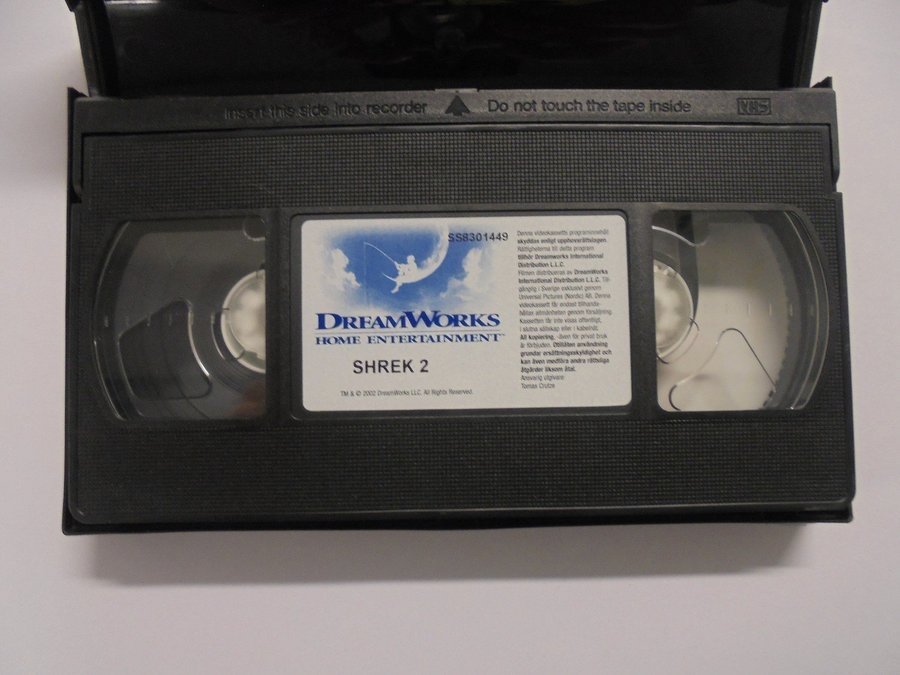 Insert this side into recorder Do not touch the tape inside VHS
SS8301449
DREAMWORKS
HOME ENTERTAINMENT
SHREK 2
TM & © 2002 DreamWorks LLC. All Rights Reserved.
Denna videokassetts programinnehåll
skyddas enligt upphovsrättslagen.
Rättigheterna till detta program
tillhör Dreamworks International
Distribution L.L.C.
Filmen distribueras av DreamWorks
International Distribution L.L.C. Till-
gänglig i Sverige exklusivt genom
Universal Pictures (Nordic) AB. Denna
videokassett får endast tillhanda-
hållas allmänheten genom försäljning.
Kassetten får inte visas offentligt,
i slutna sällskap eller i kabelnät.
All kopiering, -även för privat bruk
är förbjuden. Otillåten användning
grundar ersättningsskyldighet och
kan även medföra andra rättsliga
åtgärder liksom åtal.
Ansvarig utgivare
Tomas Crutze